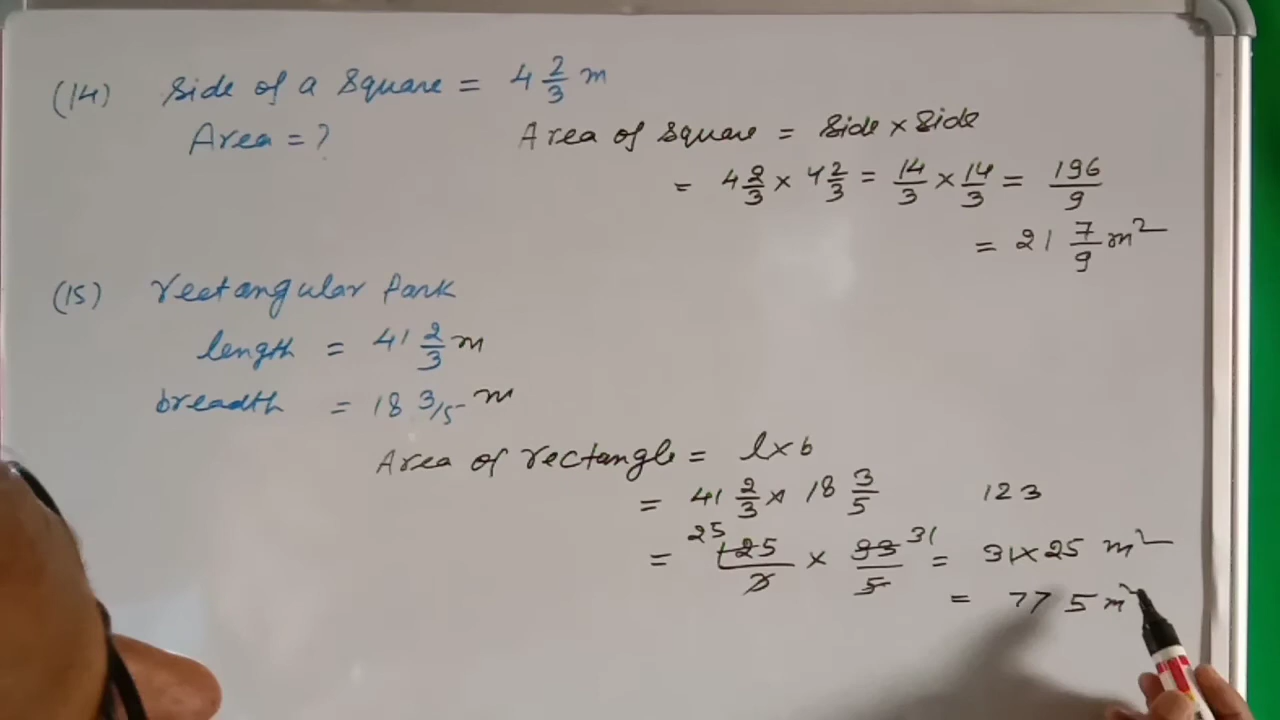 (14) Side of a Square = 4 2/3 m
Area = ?
Area of square = Side × Side
= 4 2/3 × 4 2/3 = 14/3 × 14/3 = 196/9
= 21 7/9 m²
(15) rectangular Park
length = 41 2/3 m
breadth = 18 3/5 m
Area of rectangle = l × b
= 41 2/3 × 18 3/5
123
= 25 125/3 × 93/5 31 = 31 × 25 m²
= 775 m²